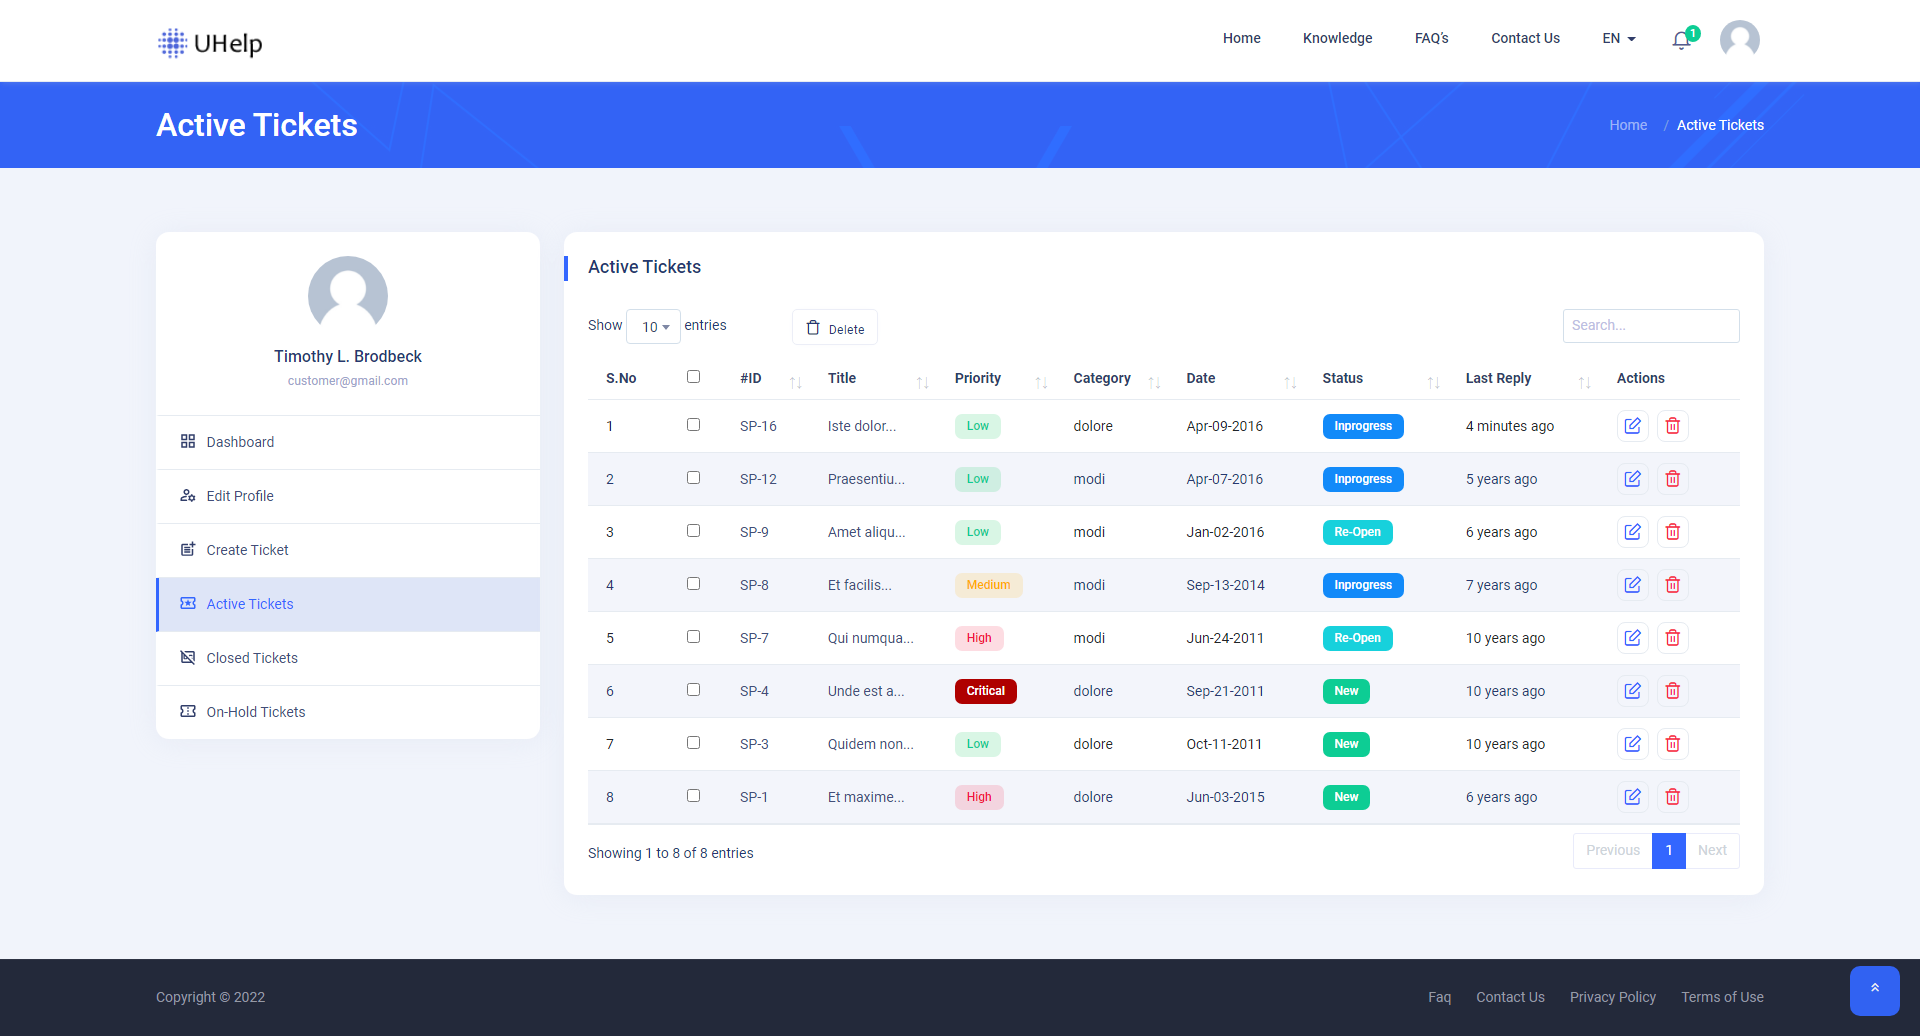 UHelp
Home Knowledge FAQ's Contact Us EN 1
Active Tickets
Home / Active Tickets
Timothy L. Brodbeck
customer@gmail.com
Dashboard
Edit Profile
Create Ticket
Active Tickets
Closed Tickets
On-Hold Tickets
Active Tickets
Show 10 entries Delete Search...
S.No #ID Title Priority Category Date Status Last Reply Actions
1 SP-16 Iste dolor... Low dolore Apr-09-2016 Inprogress 4 minutes ago
2 SP-12 Praesentiu... Low modi Apr-07-2016 Inprogress 5 years ago
3 SP-9 Amet aliqu... Low modi Jan-02-2016 Re-Open 6 years ago
4 SP-8 Et facilis... Medium modi Sep-13-2014 Inprogress 7 years ago
5 SP-7 Qui numqua... High modi Jun-24-2011 Re-Open 10 years ago
6 SP-4 Unde est a... Critical dolore Sep-21-2011 New 10 years ago
7 SP-3 Quidem non... Low dolore Oct-11-2011 New 10 years ago
8 SP-1 Et maxime... High dolore Jun-03-2015 New 6 years ago
Showing 1 to 8 of 8 entries
Previous 1 Next
Copyright © 2022
Faq Contact Us Privacy Policy Terms of Use